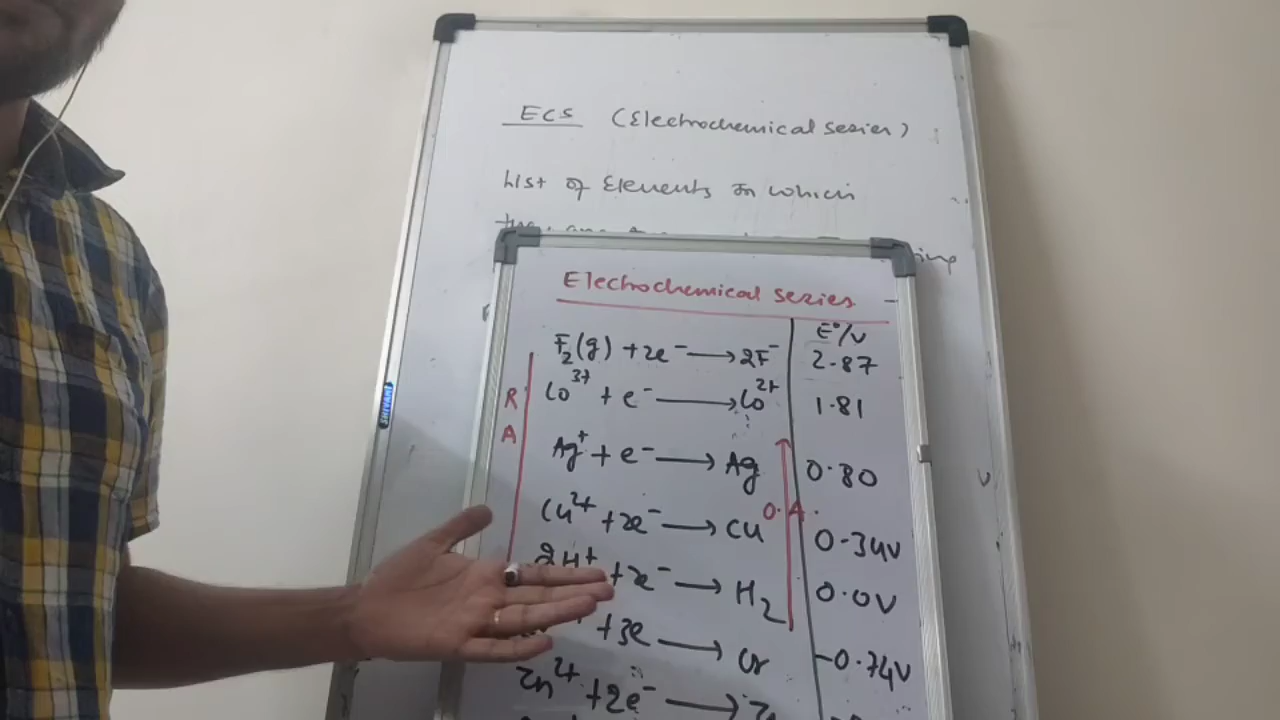 ECS (Electrochemical series)
List of Elements in which
Electrochemical series
E°/V
F₂(g) + 2e⁻ → 2F⁻ 2.87
Co³⁺ + e⁻ → Co²⁺ 1.81
R
A
Ag⁺ + e⁻ → Ag 0.80
O.A.
Cu²⁺ + 2e⁻ → Cu 0.34V
2H⁺ + 2e⁻ → H₂ 0.0V
+ 3e → Cr -0.74V
Zn²⁺ + 2e⁻ →
SHIVANI